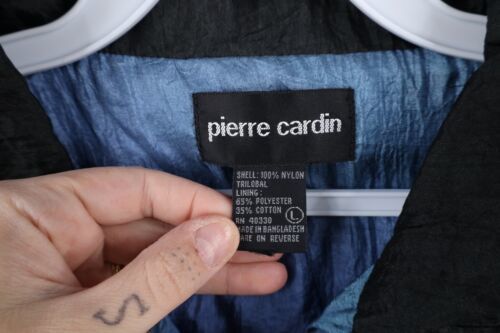 pierre cardin
SHELL: 100% NYLON
TRILOBAL
LINING:
65% POLYESTER
35% COTTON
L
RN 40330
MADE IN BANGLADESH
CARE ON REVERSE